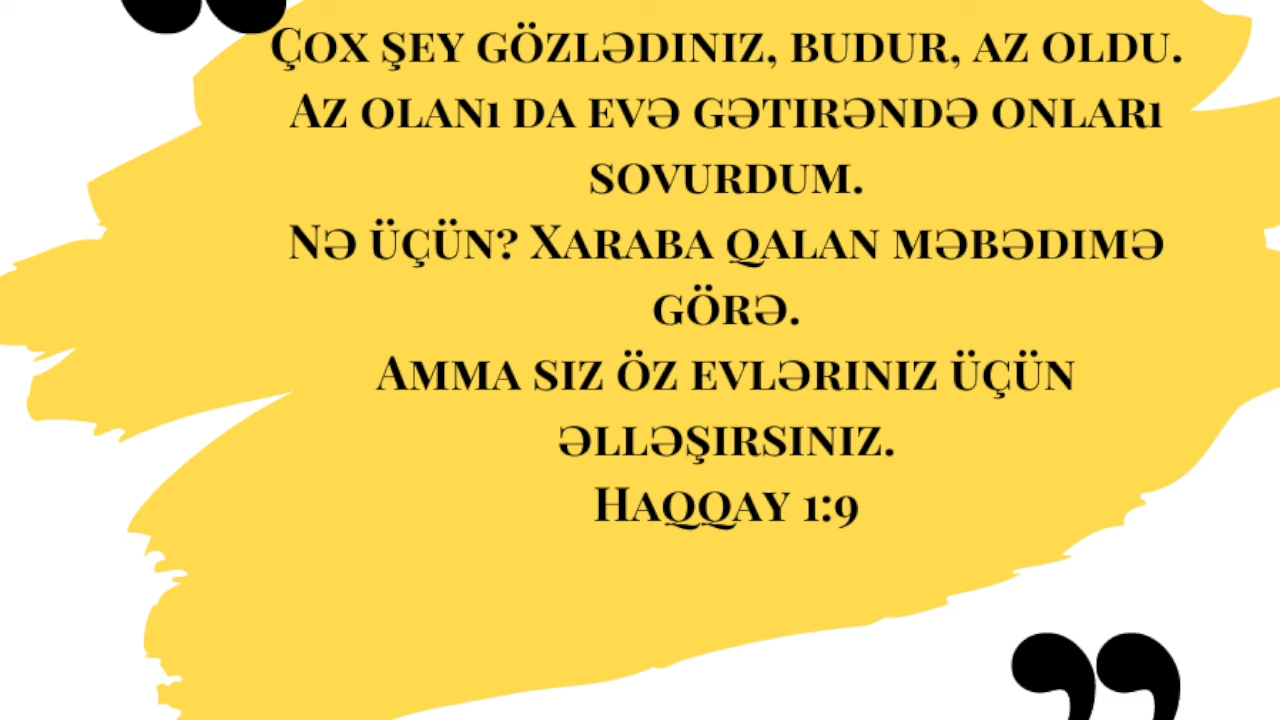 Çox şey gözlədiniz, budur, az oldu.
Az olanı da evə gətirəndə onları
sovurdum.
Nə üçün? Xaraba qalan məbədimə
görə.
Amma siz öz evləriniz üçün
əlləşirsiniz.
Haqqay 1:9